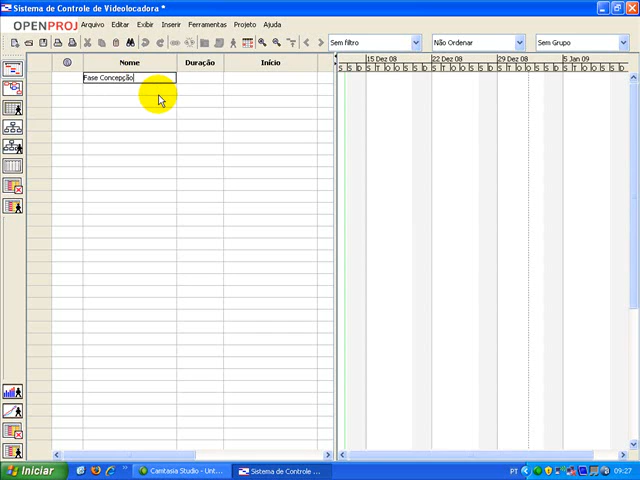 Sistema de Controle de Vídeolocadora *
OPENPROJ Arquivo Editar Exibir Inserir Ferramentas Projeto Ajuda
Sem filtro Não Ordenar Sem Grupo
Nome Duração Início
15 Dez 08 22 Dez 08 29 Dez 08 5 Jan 09
Fase Concepção
Iniciar Camtasia Studio - Unt... Sistema de Controle ... PT 09:27